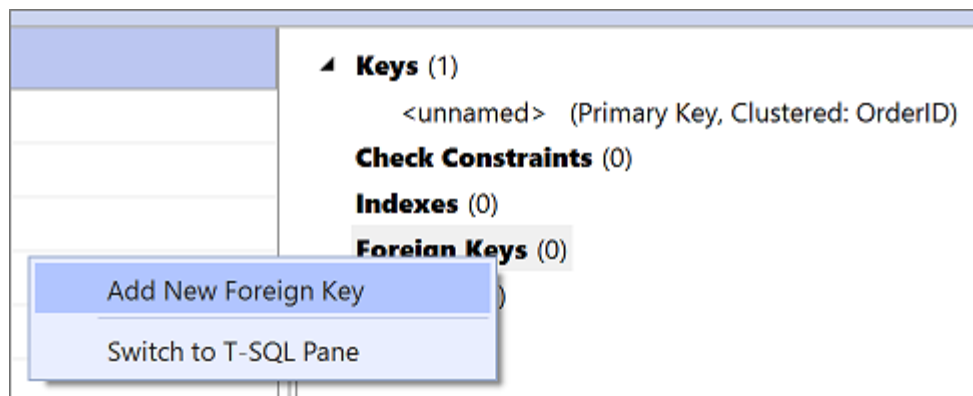 Keys (1)
<unnamed> (Primary Key, Clustered: OrderID)
Check Constraints (0)
Indexes (0)
Foreign Keys (0)
Add New Foreign Key
)
Switch to T-SQL Pane